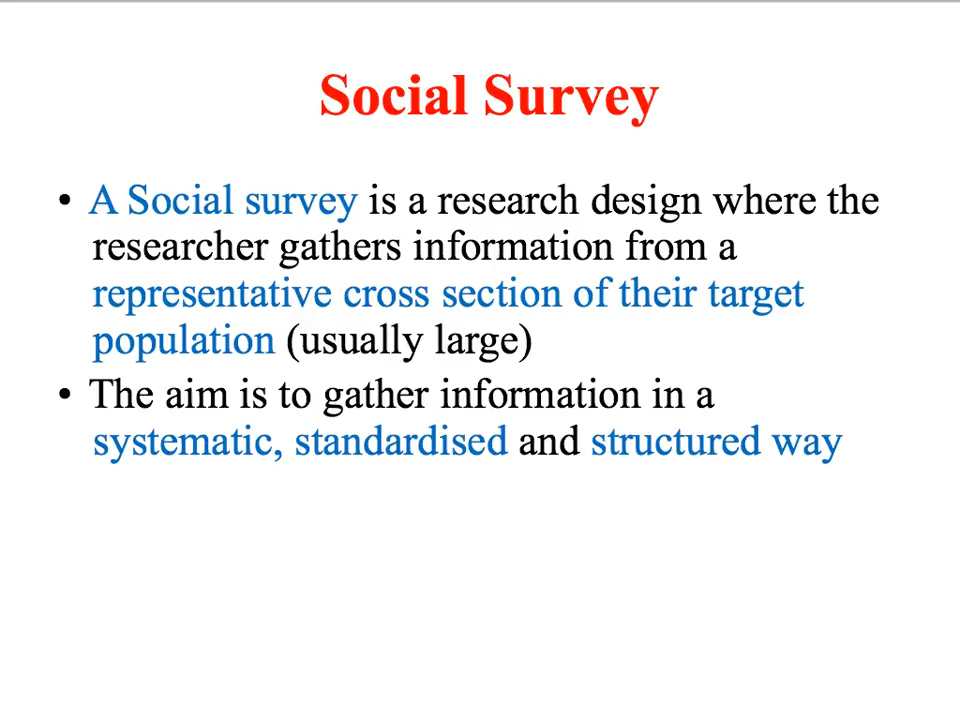 Social Survey
• A Social survey is a research design where the
researcher gathers information from a
representative cross section of their target
population (usually large)
• The aim is to gather information in a
systematic, standardised and structured way